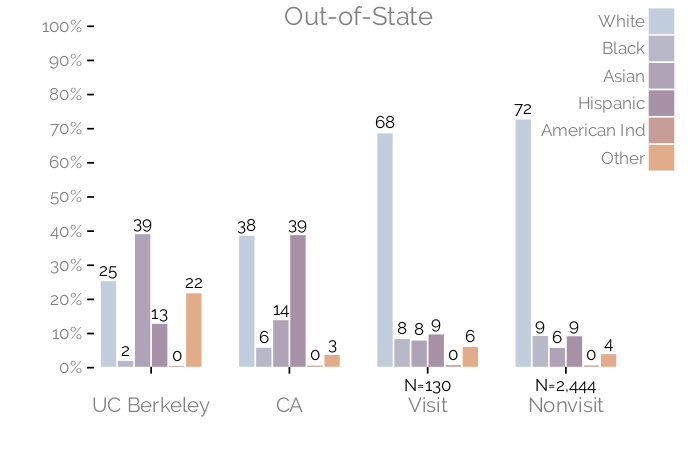 Out-of-State
100%
90%
80%
70%
60%
50%
40%
30%
20%
10%
0%
White
Black
Asian
Hispanic
American Ind
Other
25
2
39
13
0
22
38
6
14
39
0
3
68
8
8
9
0
6
72
9
6
9
0
4
N=130
N=2,444
UC Berkeley
CA
Visit
Nonvisit